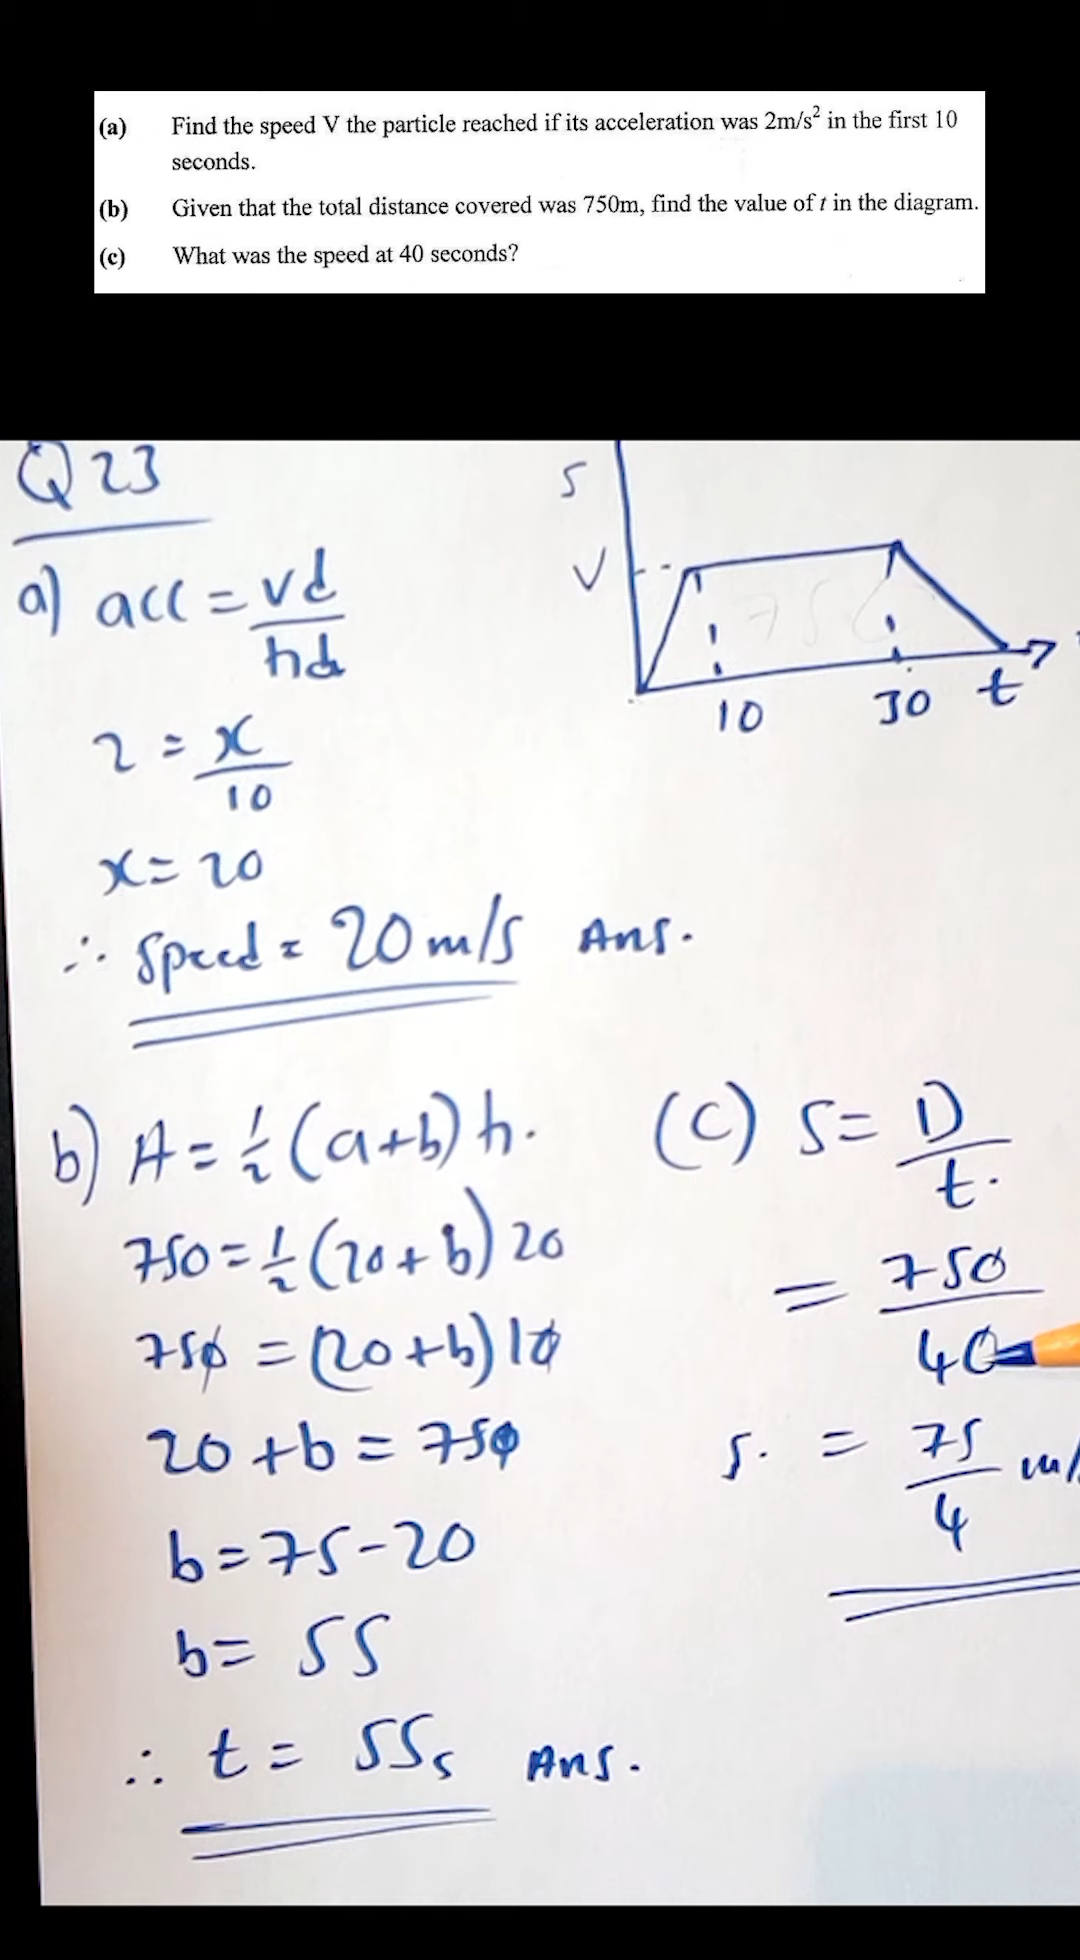 (a) Find the speed V the particle reached if its acceleration was 2m/s² in the first 10
seconds.
(b) Given that the total distance covered was 750m, find the value of t in the diagram.
(c) What was the speed at 40 seconds?
Q23
S
V
750
10
30
t
a) acc = vd
hd
2 = x
10
x = 20
∴ Speed = 20 m/s Ans.
b) A = 1/2 (a+b) h.
750 = 1/2 (20 + b) 20
750 = (20 + b) 10
20 + b = 750
b = 75 - 20
b = 55
∴ t = 55s Ans.
(C) S = D
t.
= 750
40
S. = 75 m/
4